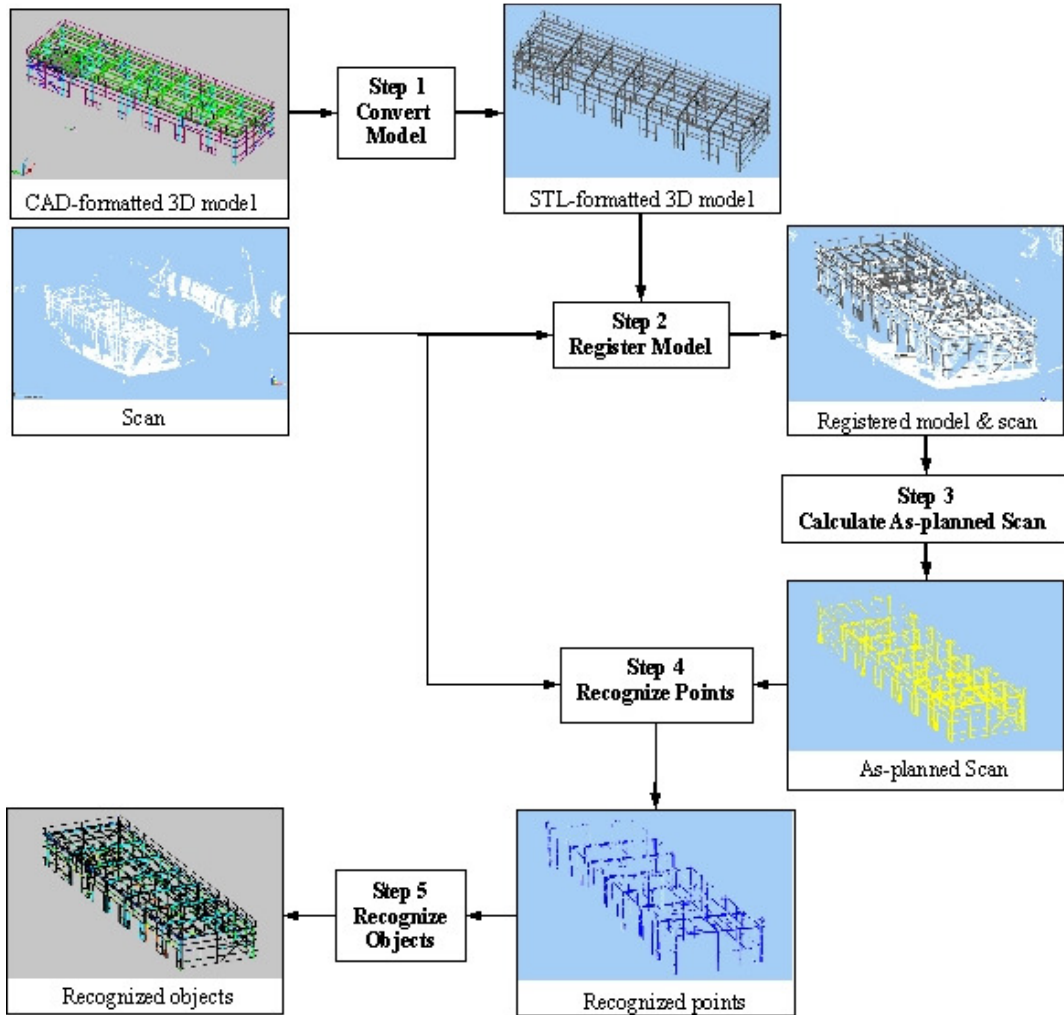 Step 1
Convert
Model
CAD-formatted 3D model
STL-formatted 3D model
Step 2
Register Model
Scan
Registered model & scan
Step 3
Calculate As-planned Scan
Step 4
Recognize Points
As-planned Scan
Step 5
Recognize
Objects
Recognized objects
Recognized points